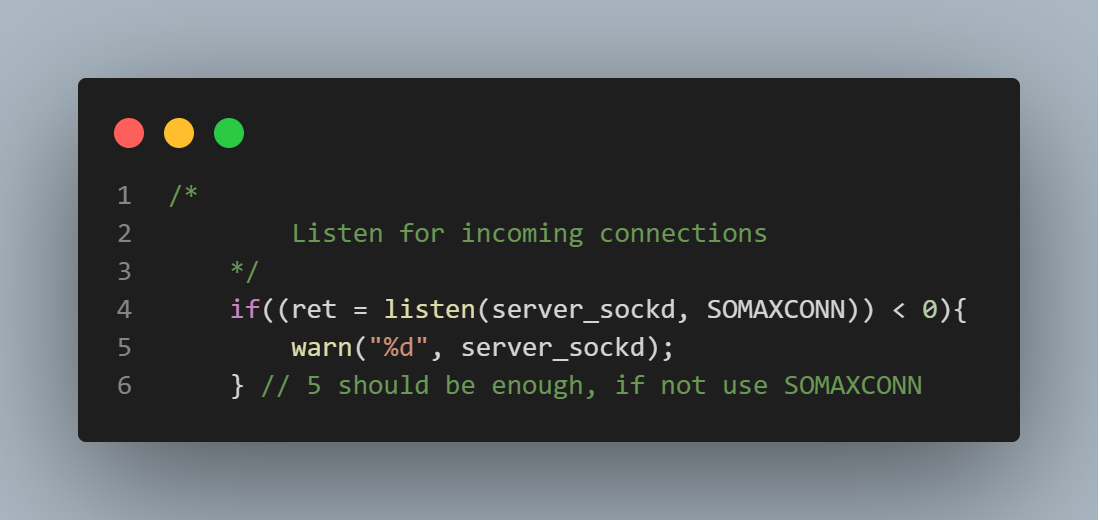 1 /*
2         Listen for incoming connections
3     */
4     if((ret = listen(server_sockd, SOMAXCONN)) < 0){
5         warn("%d", server_sockd);
6     } // 5 should be enough, if not use SOMAXCONN